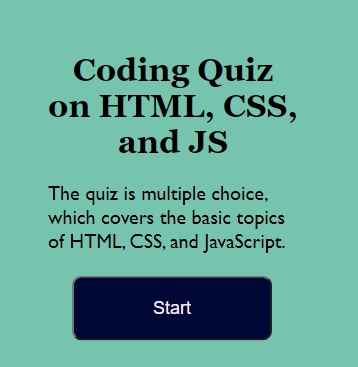 Coding Quiz
on HTML, CSS,
and JS
The quiz is multiple choice,
which covers the basic topics
of HTML, CSS, and JavaScript.
Start